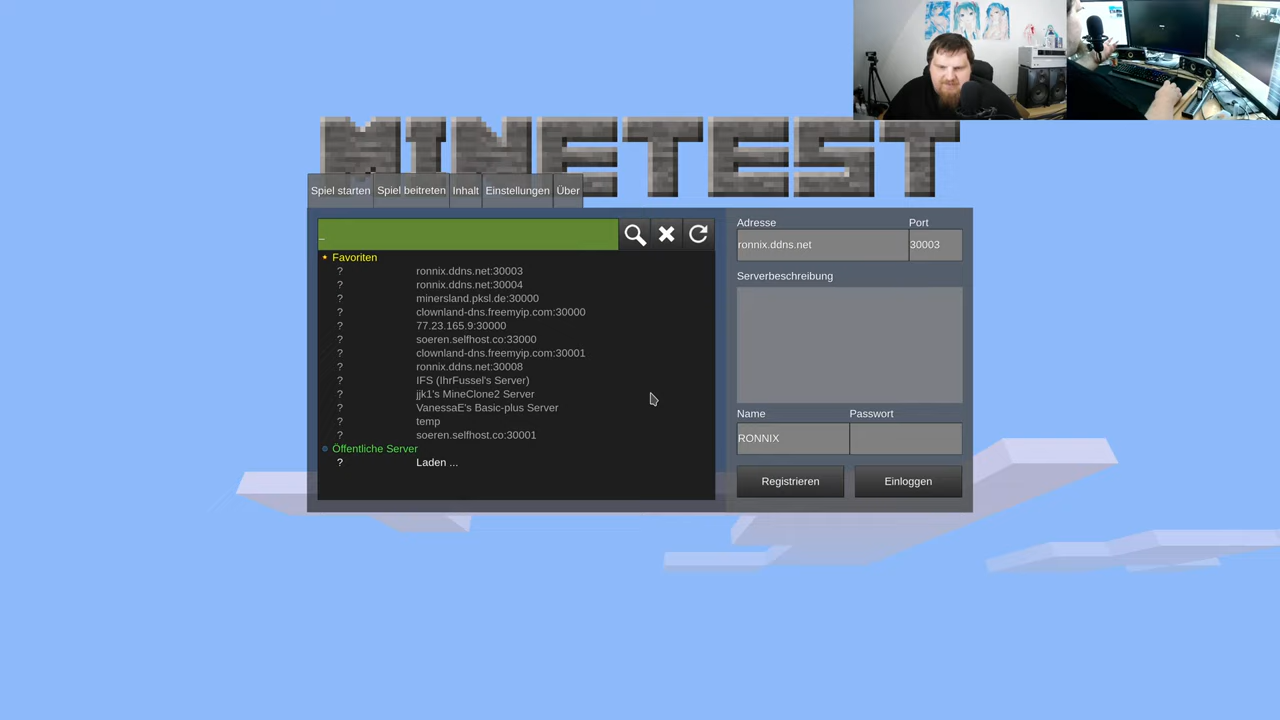 MINETEST
Spiel starten
Spiel beitreten
Inhalt
Einstellungen
Über
_
Favoriten
? ronnix.ddns.net:30003
? ronnix.ddns.net:30004
? minersland.pksl.de:30000
? clownland-dns.freemyip.com:30000
? 77.23.165.9:30000
? soeren.selfhost.co:33000
? clownland-dns.freemyip.com:30001
? ronnix.ddns.net:30008
? IFS (IhrFussel's Server)
? jjk1's MineClone2 Server
? VanessaE's Basic-plus Server
? temp
? soeren.selfhost.co:30001
Öffentliche Server
? Laden ...
Adresse Port
ronnix.ddns.net 30003
Serverbeschreibung
Name Passwort
RONNIX
Registrieren
Einloggen